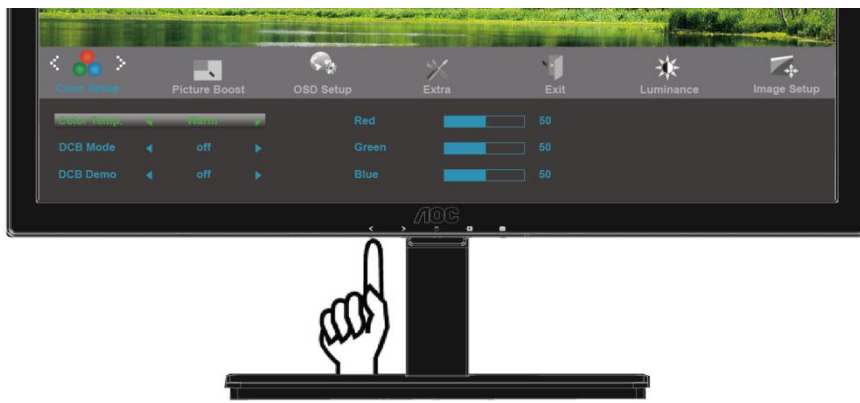 Color Setup Picture Boost OSD Setup Extra Exit Luminance Image Setup
Color Temp. Warm Red 50
DCB Mode off Green 50
DCB Demo off Blue 50
AOC